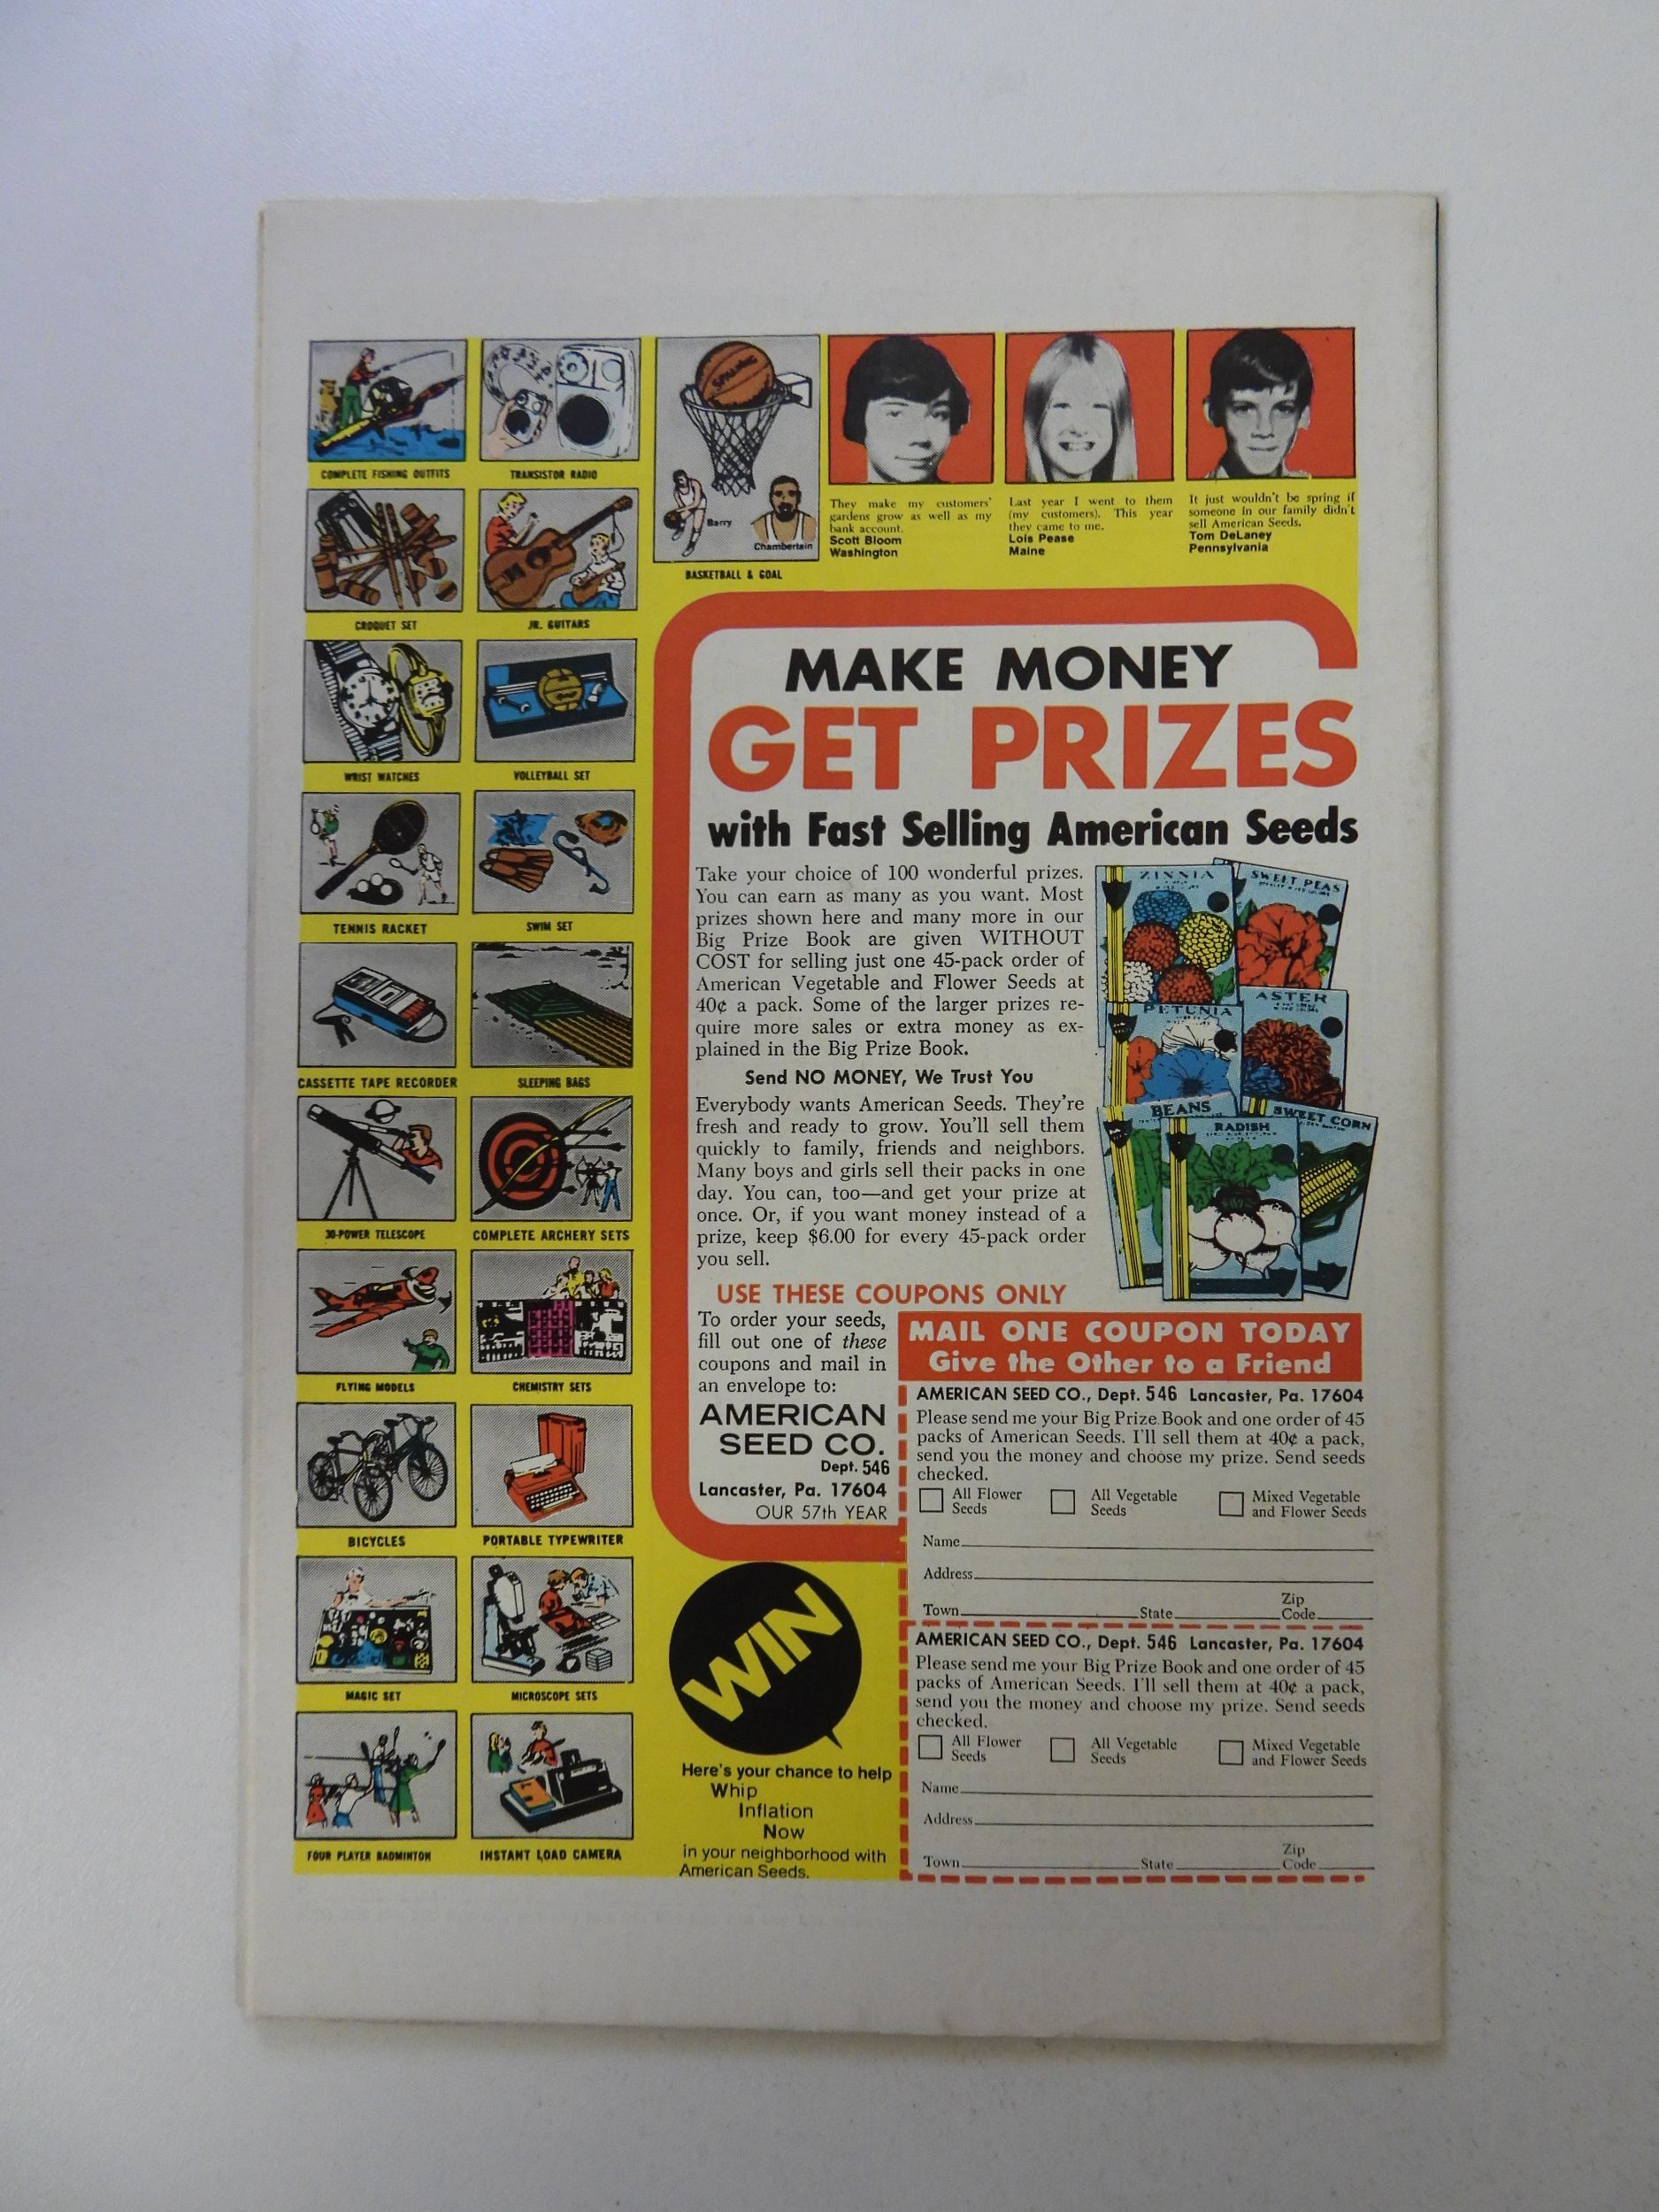 COMPLETE FISHING OUTFITS
TRANSISTOR RADIO
CROQUET SET
JR. GUITARS
WRIST WATCHES
VOLLEYBALL SET
TENNIS RACKET
SWIM SET
CASSETTE TAPE RECORDER
SLEEPING BAGS
30-POWER TELESCOPE
COMPLETE ARCHERY SETS
FLYING MODELS
CHEMISTRY SETS
BICYCLES
PORTABLE TYPEWRITER
MAGIC SET
MICROSCOPE SETS
FOUR PLAYER BADMINTON
INSTANT LOAD CAMERA
SPALDING
Barry
Chamberlain
BASKETBALL & GOAL
They make my customers'
gardens grow as well as my
bank account.
Scott Bloom
Washington
Last year I went to them
(my customers). This year
they came to me.
Lois Pease
Maine
It just wouldn't be spring if
someone in our family didn't
sell American Seeds.
Tom DeLaney
Pennsylvania
MAKE MONEY
GET PRIZES
with Fast Selling American Seeds
Take your choice of 100 wonderful prizes.
You can earn as many as you want. Most
prizes shown here and many more in our
Big Prize Book are given WITHOUT
COST for selling just one 45-pack order of
American Vegetable and Flower Seeds at
40¢ a pack. Some of the larger prizes re-
quire more sales or extra money as ex-
plained in the Big Prize Book.
Send NO MONEY, We Trust You
Everybody wants American Seeds. They're
fresh and ready to grow. You'll sell them
quickly to family, friends and neighbors.
Many boys and girls sell their packs in one
day. You can, too—and get your prize at
once. Or, if you want money instead of a
prize, keep $6.00 for every 45-pack order
you sell.
ZINNIA
SWEET PEAS
PETUNIA
ASTER
BEANS
RADISH
SWEET CORN
USE THESE COUPONS ONLY
To order your seeds,
fill out one of these
coupons and mail in
an envelope to:
AMERICAN
SEED CO.
Dept. 546
Lancaster, Pa. 17604
OUR 57th YEAR
MAIL ONE COUPON TODAY
Give the Other to a Friend
AMERICAN SEED CO., Dept. 546 Lancaster, Pa. 17604
Please send me your Big Prize Book and one order of 45
packs of American Seeds. I'll sell them at 40¢ a pack,
send you the money and choose my prize. Send seeds
checked.
All Flower Seeds
All Vegetable Seeds
Mixed Vegetable and Flower Seeds
Name
Address
Town State Zip Code
AMERICAN SEED CO., Dept. 546 Lancaster, Pa. 17604
Please send me your Big Prize Book and one order of 45
packs of American Seeds. I'll sell them at 40¢ a pack,
send you the money and choose my prize. Send seeds
checked.
All Flower Seeds
All Vegetable Seeds
Mixed Vegetable and Flower Seeds
Name
Address
Town State Zip Code
WIN
Here's your chance to help
Whip
Inflation
Now
in your neighborhood with
American Seeds.